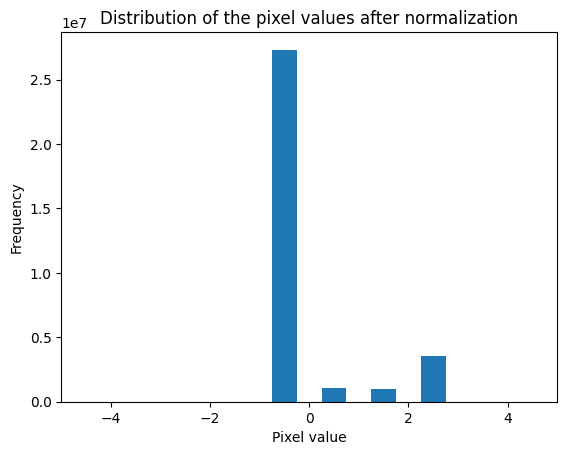 Distribution of the pixel values after normalization
1e7
2.5
2.0
1.5
1.0
0.5
0.0
Frequency
−4 −2 0 2 4
Pixel value